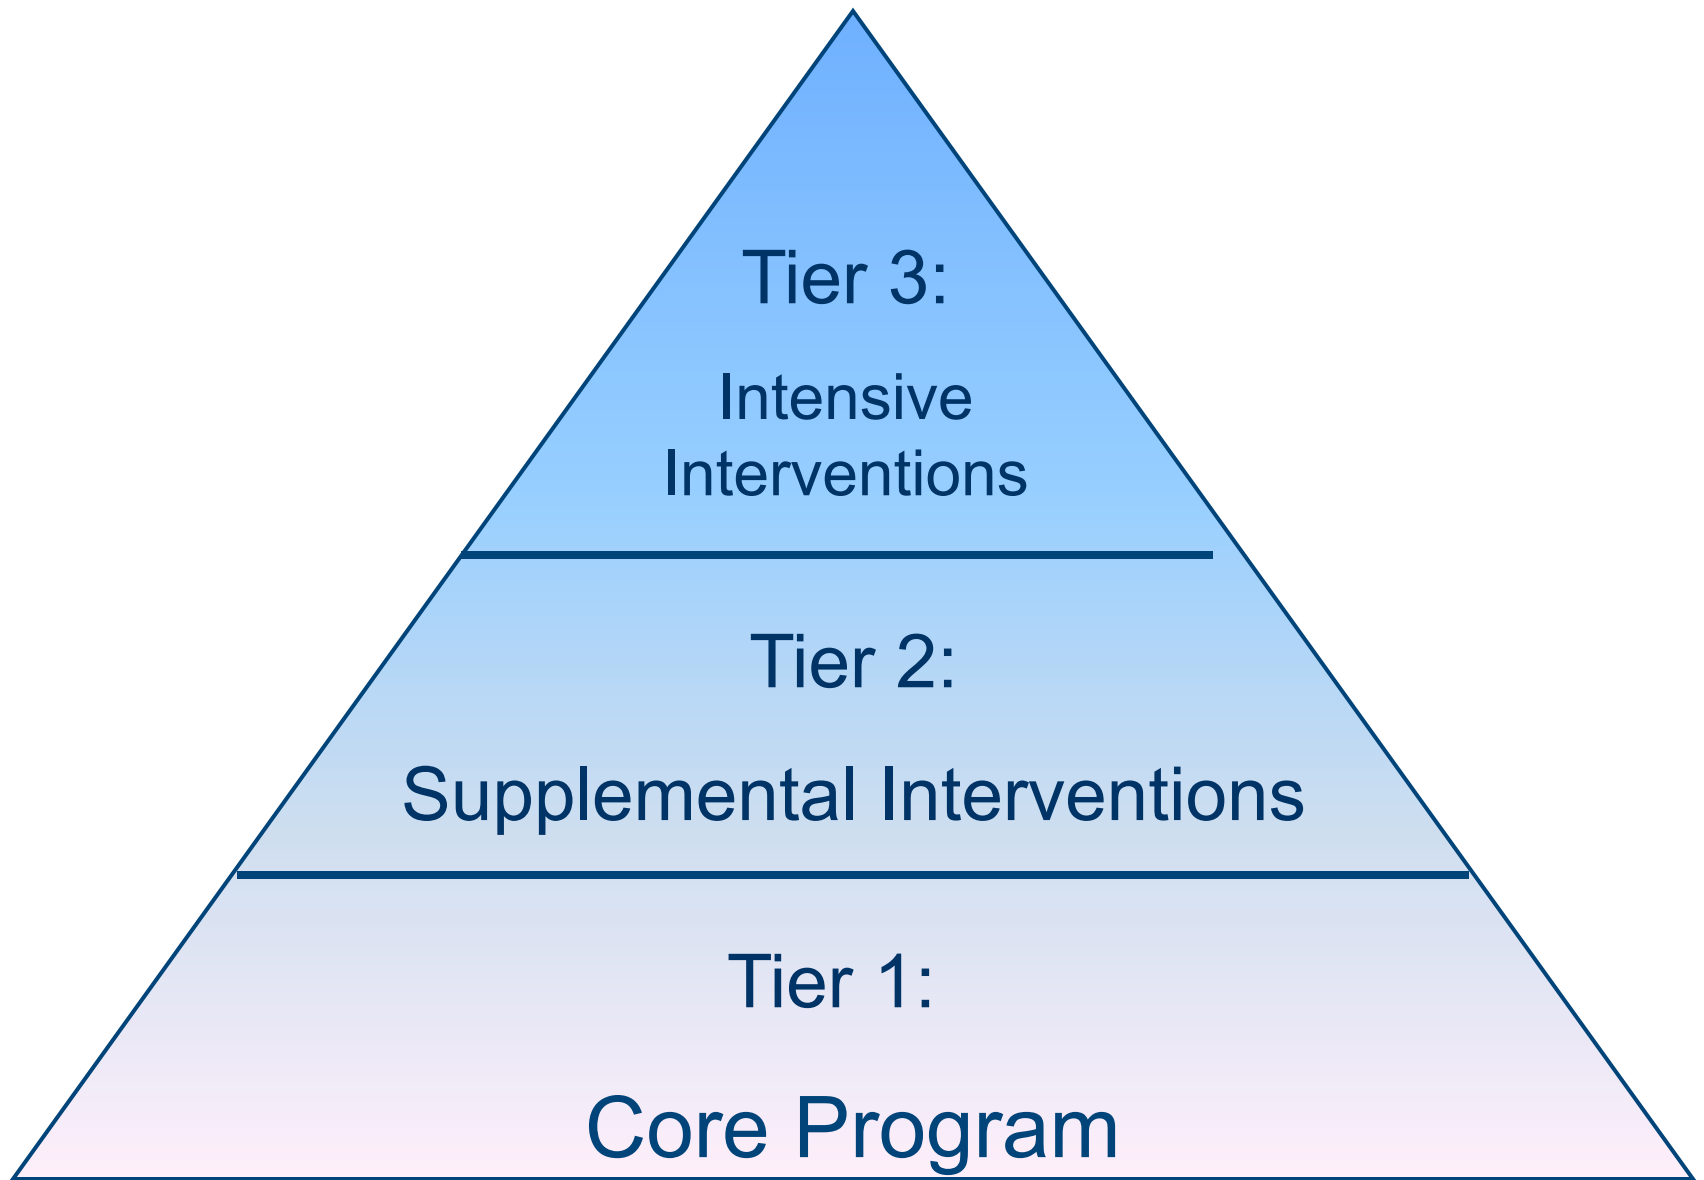 Tier 3:
Intensive
Interventions
Tier 2:
Supplemental Interventions
Tier 1:
Core Program